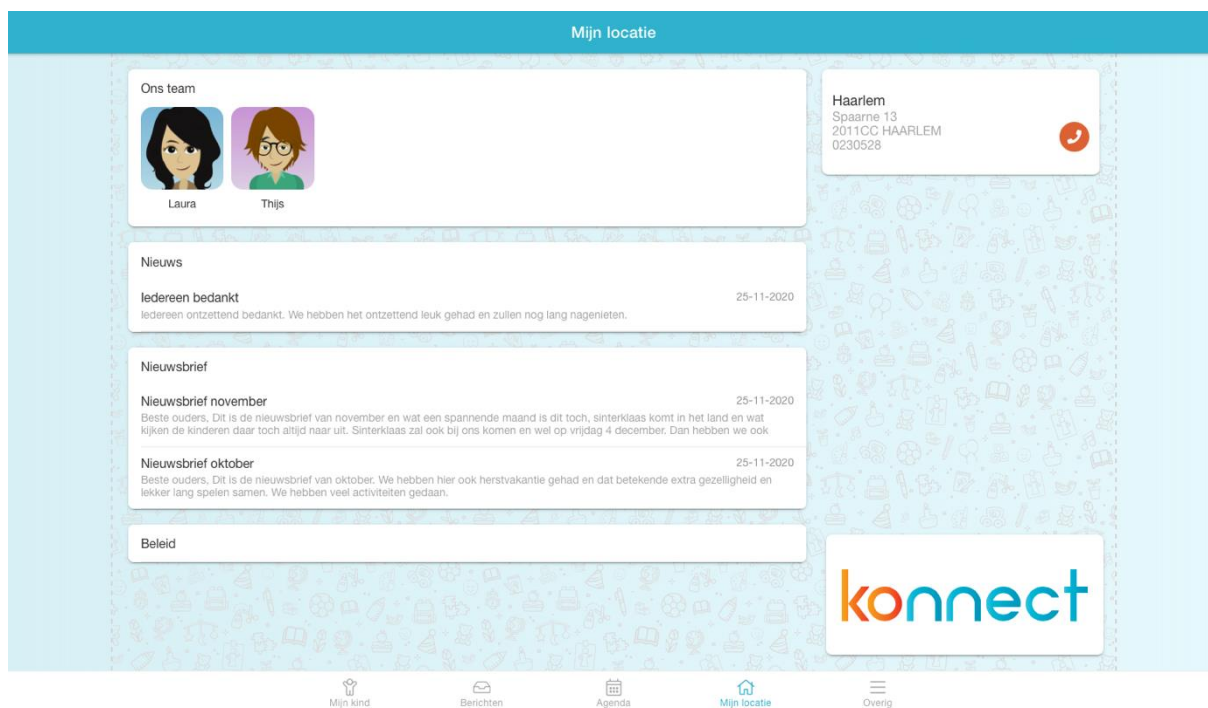 Mijn locatie
Ons team
Laura
Thijs
Nieuws
Iedereen bedankt
25-11-2020
Iedereen ontzettend bedankt. We hebben het ontzettend leuk gehad en zullen nog lang nagenieten.
Nieuwsbrief
Nieuwsbrief november
25-11-2020
Beste ouders, Dit is de nieuwsbrief van november en wat een spannende maand is dit toch, sinterklaas komt in het land en wat
kijken de kinderen daar toch altijd naar uit. Sinterklaas zal ook bij ons komen en wel op vrijdag 4 december. Dan hebben we ook
Nieuwsbrief oktober
25-11-2020
Beste ouders, Dit is de nieuwsbrief van oktober. We hebben hier ook herstvakantie gehad en dat betekende extra gezelligheid en
lekker lang spelen samen. We hebben veel activiteiten gedaan.
Beleid
Haarlem
Spaarne 13
2011CC HAARLEM
0230528
konnect
Mijn kind
Berichten
Agenda
Mijn locatie
Overig